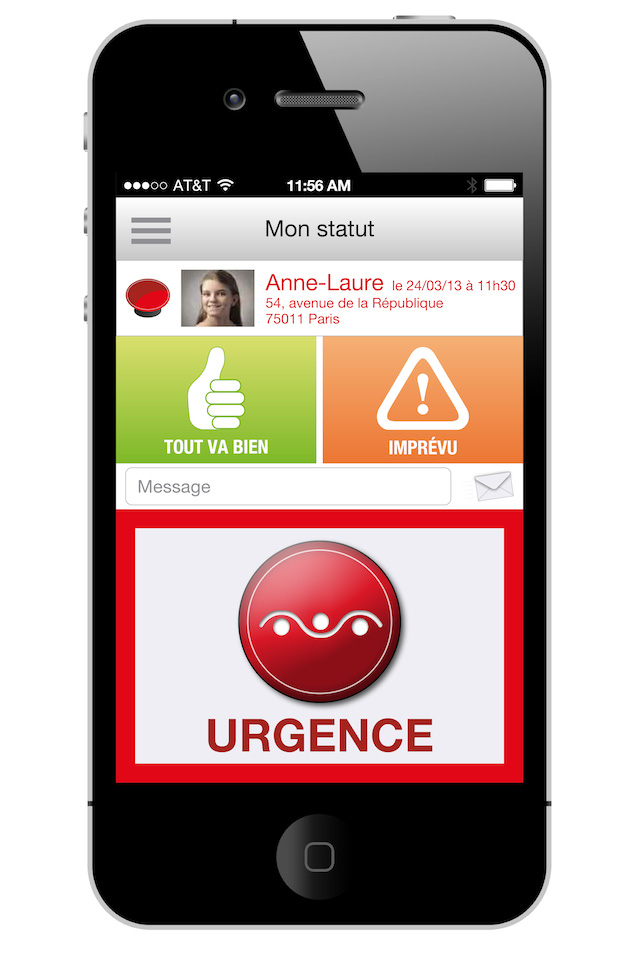 AT&T 11:56 AM
Mon statut
Anne-Laure le 24/03/13 à 11h30
54, avenue de la République
75011 Paris
TOUT VA BIEN
IMPRÉVU
Message
URGENCE